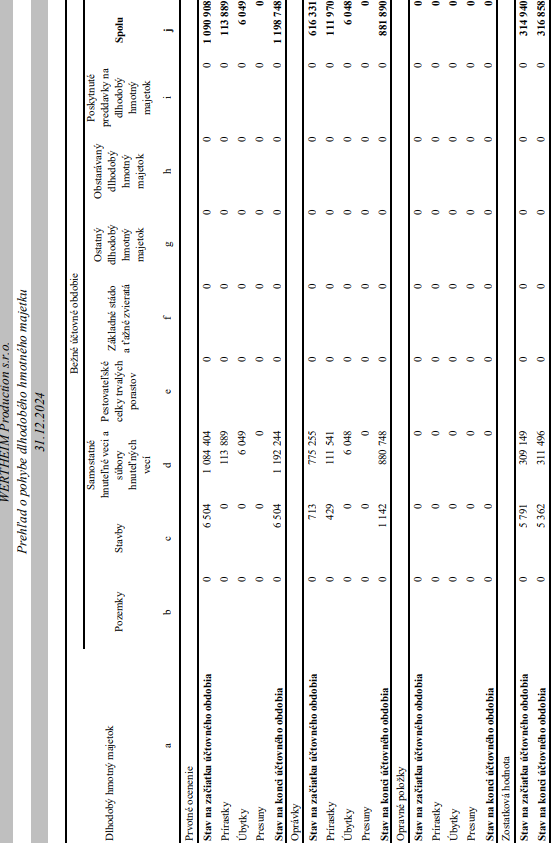 WERTHEIM Production s.r.o.
Prehľad o pohybe dlhodobého hmotného majetku
31.12.2024
Bežné účtovné obdobie
Dlhodobý hmotný majetok Pozemky Stavby Samostatné hnuteľné veci a súbory hnuteľných vecí Pestovateľské celky trvalých porastov Základné stádo a ťažné zvieratá Ostatný dlhodobý hmotný majetok Obstarávaný dlhodobý hmotný majetok Poskytnuté preddavky na dlhodobý hmotný majetok Spolu
a b c d e f g h i j
Prvotné ocenenie
Stav na začiatku účtovného obdobia 0 6 504 1 084 404 0 0 0 0 0 1 090 908
Prírastky 0 0 113 889 0 0 0 0 0 113 889
Úbytky 0 0 6 049 0 0 0 0 0 6 049
Presuny 0 0 0 0 0 0 0 0 0
Stav na konci účtovného obdobia 0 6 504 1 192 244 0 0 0 0 0 1 198 748
Oprávky
Stav na začiatku účtovného obdobia 0 713 775 255 0 0 0 0 0 616 331
Prírastky 0 429 111 541 0 0 0 0 0 111 970
Úbytky 0 0 6 048 0 0 0 0 0 6 048
Presuny 0 0 0 0 0 0 0 0 0
Stav na konci účtovného obdobia 0 1 142 880 748 0 0 0 0 0 881 890
Opravné položky
Stav na začiatku účtovného obdobia 0 0 0 0 0 0 0 0 0
Prírastky 0 0 0 0 0 0 0 0 0
Úbytky 0 0 0 0 0 0 0 0 0
Presuny 0 0 0 0 0 0 0 0 0
Stav na konci účtovného obdobia 0 0 0 0 0 0 0 0 0
Zostatková hodnota
Stav na začiatku účtovného obdobia 0 5 791 309 149 0 0 0 0 0 314 940
Stav na konci účtovného obdobia 0 5 362 311 496 0 0 0 0 0 316 858